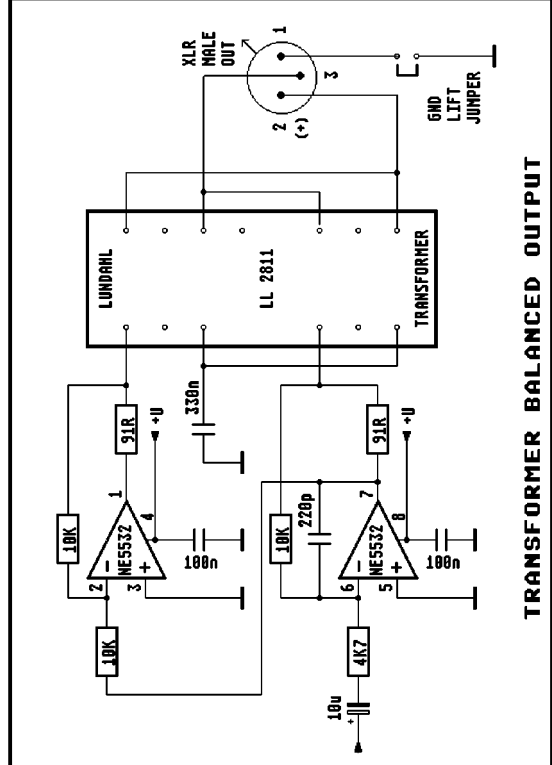 10K
10K
2
3
-
+
NE5532
1
4
100n
91R
+U
330n
LUNDAHL
LL 2811
TRANSFORMER
XLR
MALE
OUT
1
3
2
(+)
GND
LIFT
JUMPER
10u
+
4K7
10K
220p
6
5
-
+
NE5532
7
8
100n
91R
+U
TRANSFORMER BALANCED OUTPUT